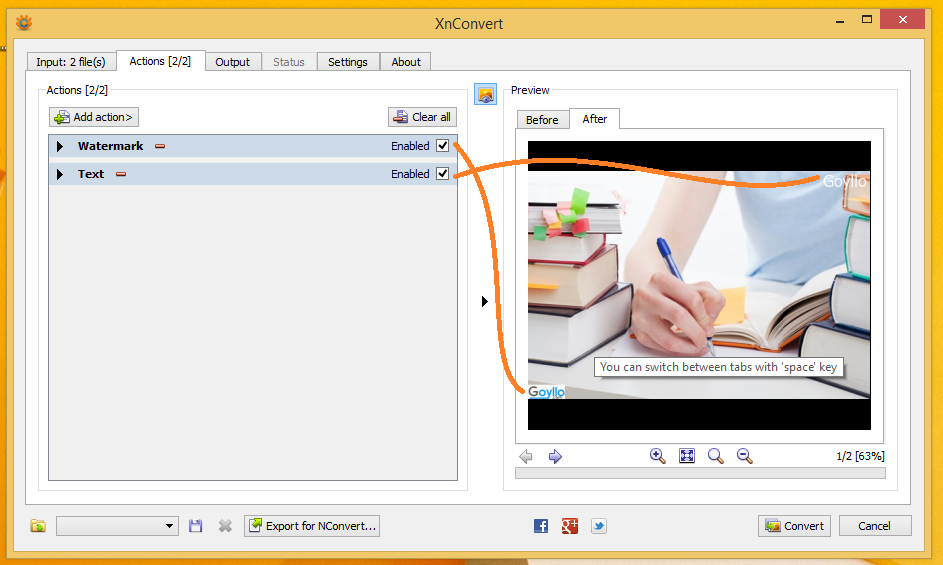 XnConvert
Input: 2 file(s)
Actions [2/2]
Output
Status
Settings
About
Actions [2/2]
Add action>
Clear all
Watermark
Enabled
Text
Enabled
Preview
Before
After
Goyllo
You can switch between tabs with 'space' key
Goyllo
1/2 [63%]
Export for NConvert...
Convert
Cancel